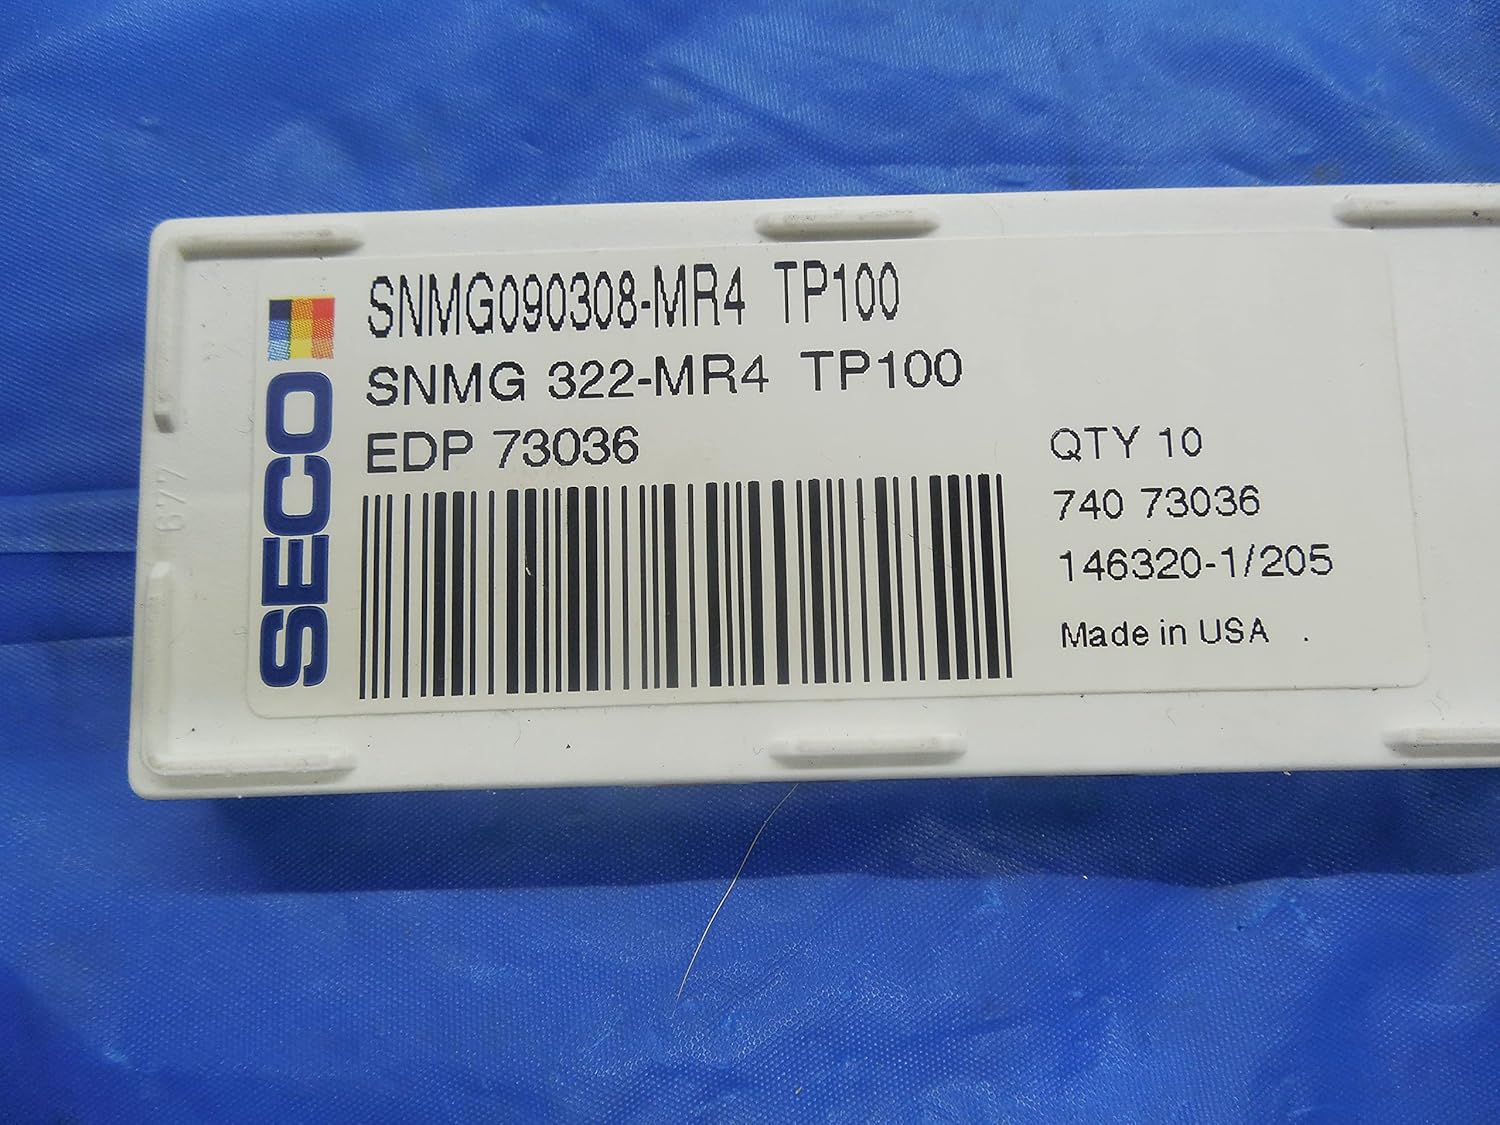 SECO
SNMG090308-MR4 TP100
SNMG 322-MR4 TP100
EDP 73036
QTY 10
740 73036
146320-1/205
Made in USA .
677